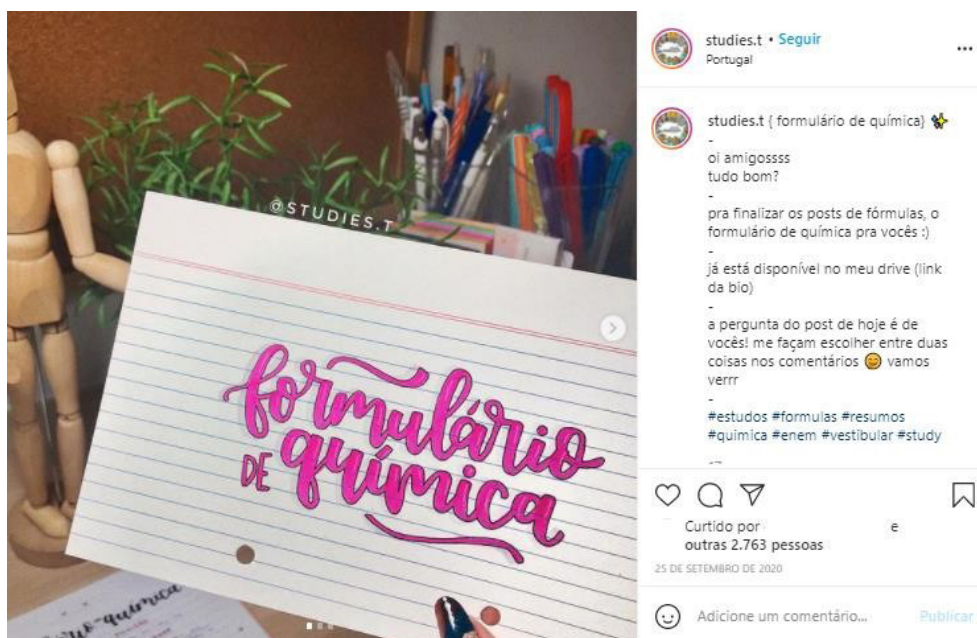 @STUDIES.T
formulário
DE química
studies.t • Seguir
Portugal
studies.t { formulário de química} ✨
-
oi amigossss
tudo bom?
-
pra finalizar os posts de fórmulas, o
formulário de química pra vocês :)
-
já está disponível no meu drive (link
da bio)
-
a pergunta do post de hoje é de
vocês! me façam escolher entre duas
coisas nos comentários 😊 vamos
verrr
-
#estudos #formulas #resumos
#quimica #enem #vestibular #study
Curtido por e
outras 2.763 pessoas
25 DE SETEMBRO DE 2020
Adicione um comentário... Publicar